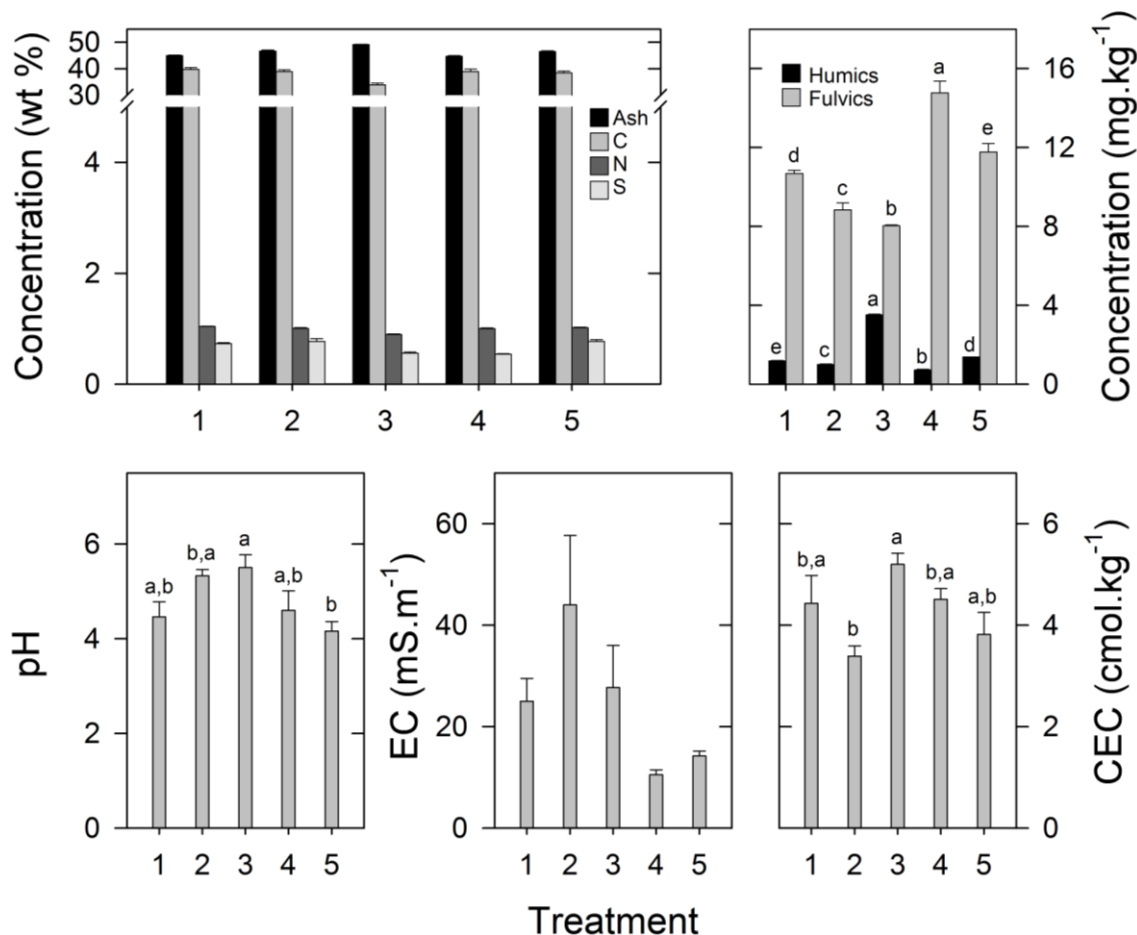 Concentration (wt %)
50
40
30
4
2
0
Ash
C
N
S
1 2 3 4 5
Humics
Fulvics
d
c
b
a
e
e
c
a
b
d
16
12
8
4
0
Concentration (mg.kg⁻¹)
1 2 3 4 5
pH
6
4
2
0
a,b
b,a
a
a,b
b
1 2 3 4 5
EC (mS.m⁻¹)
60
40
20
0
1 2 3 4 5
b,a
b
a
b,a
a,b
6
4
2
0
CEC (cmol.kg⁻¹)
1 2 3 4 5
Treatment